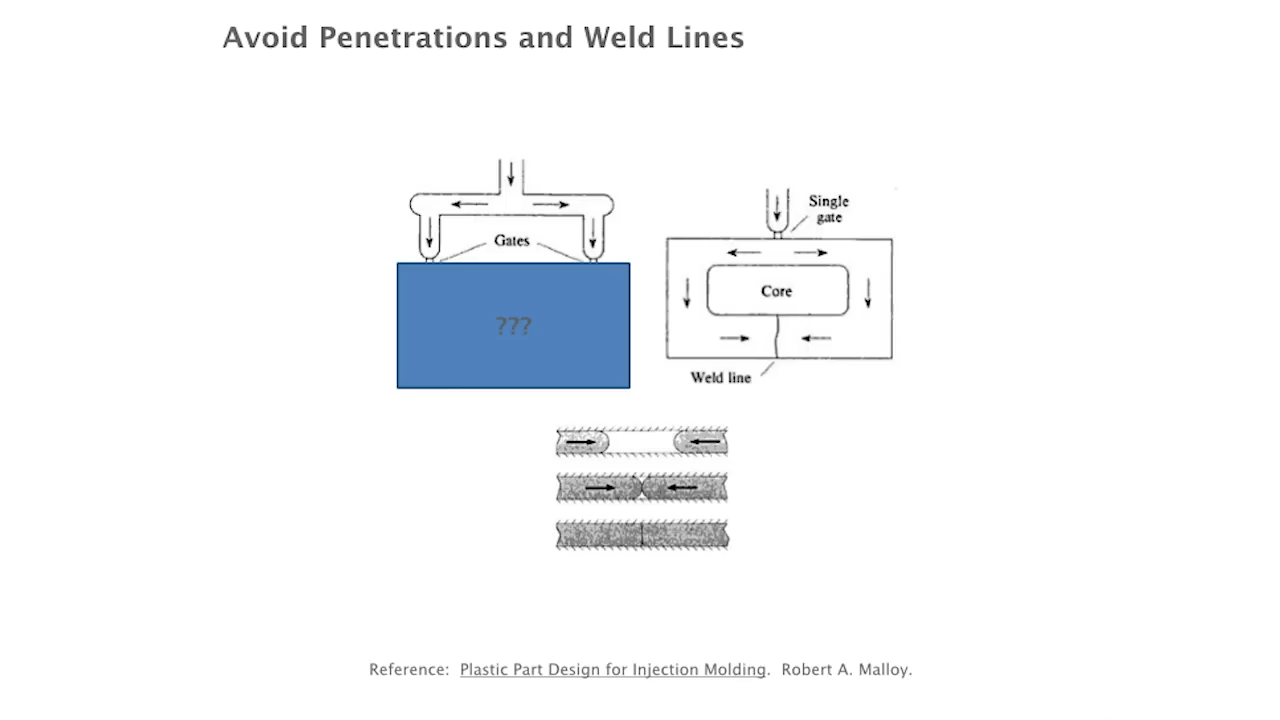 Avoid Penetrations and Weld Lines
Gates
???
Single
gate
Core
Weld line
Reference: Plastic Part Design for Injection Molding. Robert A. Malloy.